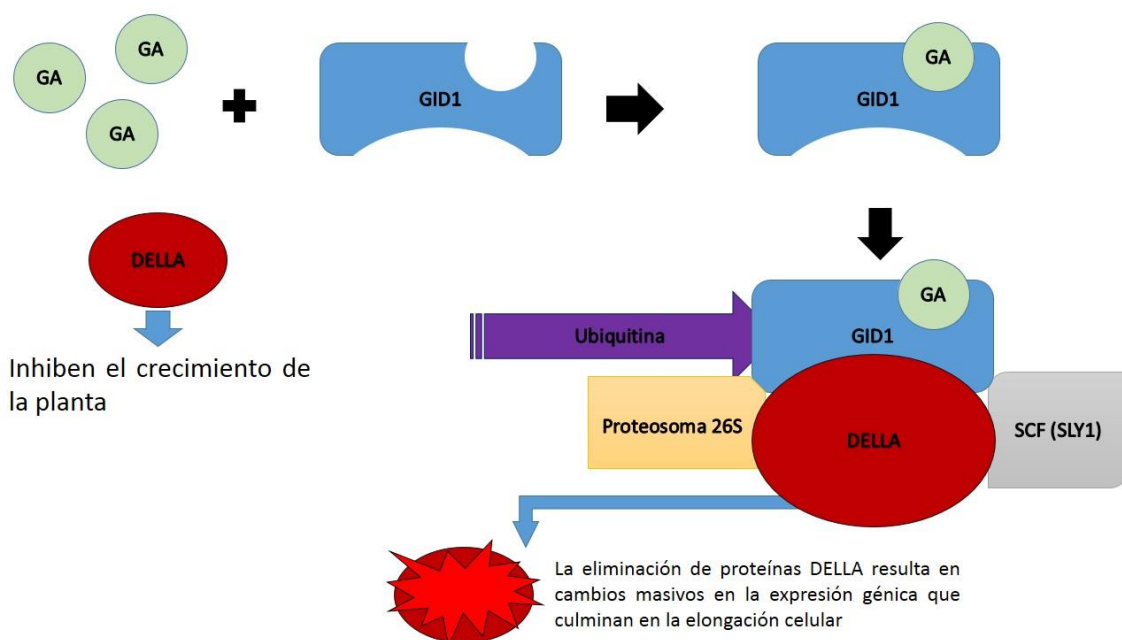 GA
GA
GA
GID1
GA
GID1
DELLA
Inhiben el crecimiento de
la planta
GA
Ubiquitina
GID1
Proteosoma 26S
DELLA
SCF (SLY1)
La eliminación de proteínas DELLA resulta en
cambios masivos en la expresión génica que
culminan en la elongación celular